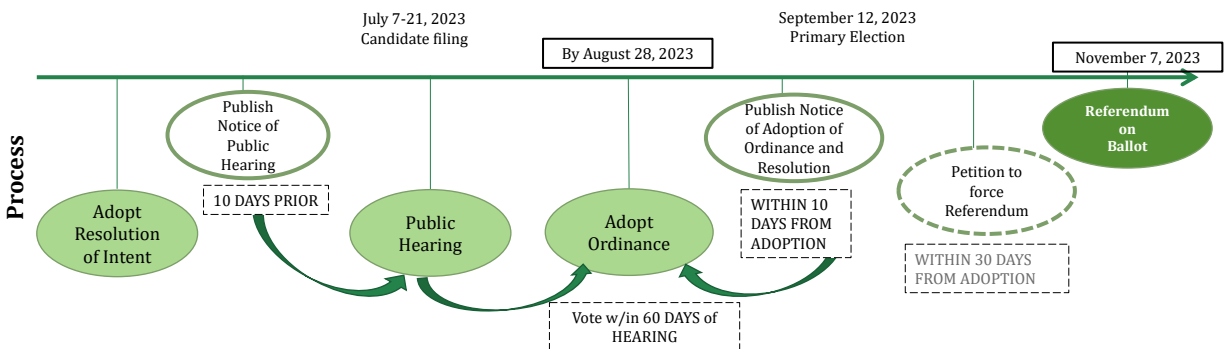 July 7-21, 2023
Candidate filing
By August 28, 2023
September 12, 2023
Primary Election
November 7, 2023
Process
Adopt
Resolution
of Intent
Publish
Notice of
Public
Hearing
10 DAYS PRIOR
Public
Hearing
Adopt
Ordinance
Vote w/in 60 DAYS of
HEARING
Publish Notice
of Adoption of
Ordinance and
Resolution
WITHIN 10
DAYS FROM
ADOPTION
Petition to
force
Referendum
WITHIN 30 DAYS
FROM ADOPTION
Referendum
on
Ballot